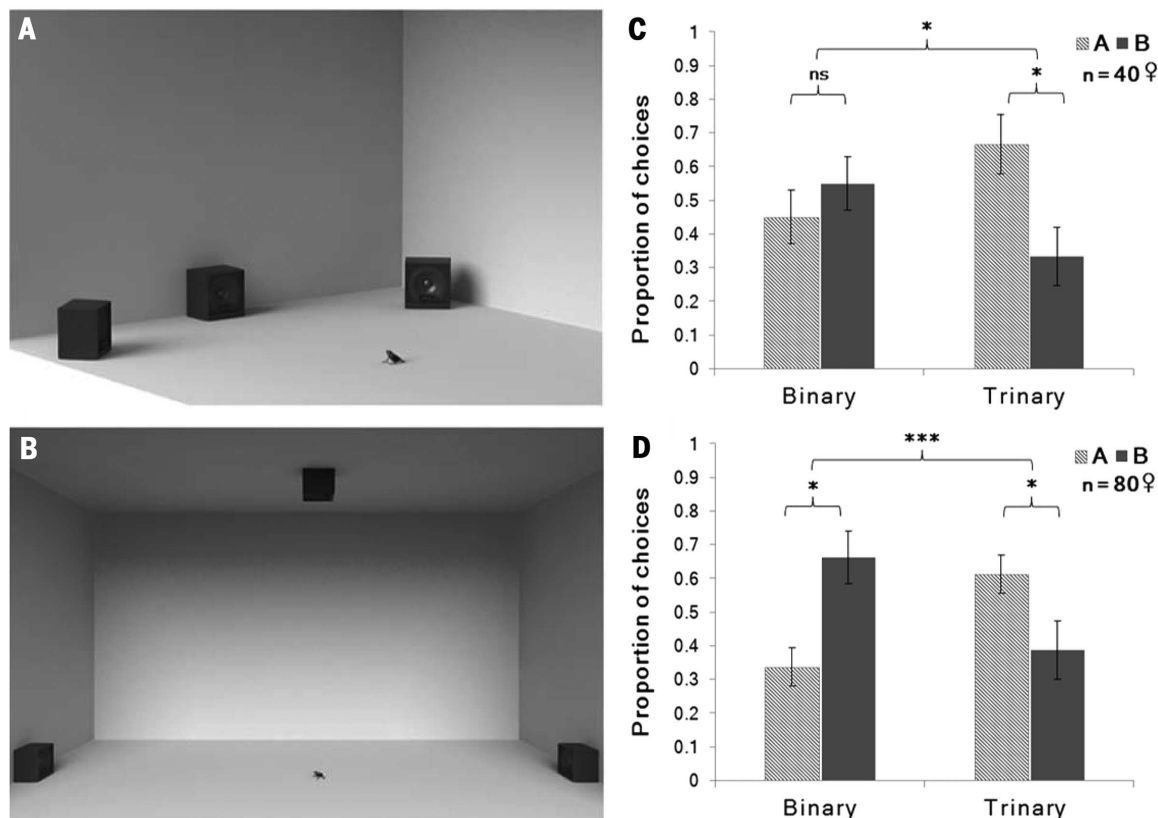 A
B
C
Proportion of choices
1
0.9
0.8
0.7
0.6
0.5
0.4
0.3
0.2
0.1
0
*
ns
*
A B
n = 40 ♀
Binary Trinary
D
Proportion of choices
1
0.9
0.8
0.7
0.6
0.5
0.4
0.3
0.2
0.1
0
***
*
*
A B
n = 80 ♀
Binary Trinary